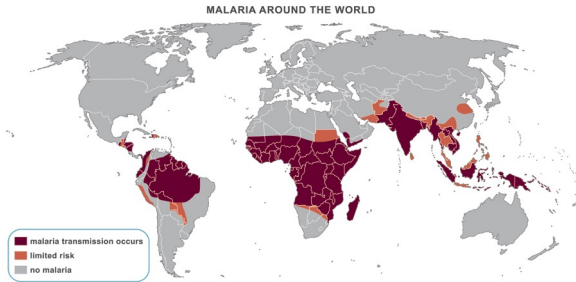 MALARIA AROUND THE WORLD
malaria transmission occurs
limited risk
no malaria